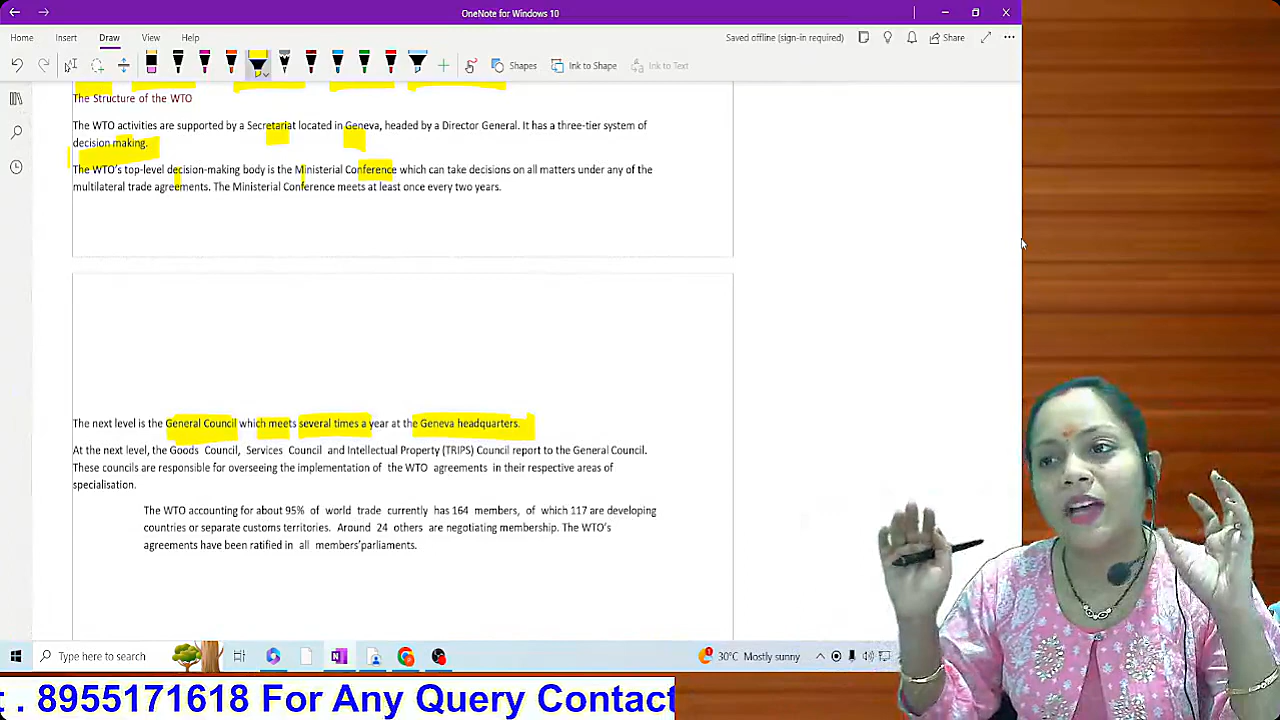 OneNote for Windows 10
Home Insert Draw View Help
Saved offline (sign-in required)
Share
Shapes
Ink to Shape
Ink to Text
The Structure of the WTO
The WTO activities are supported by a Secretariat located in Geneva, headed by a Director General. It has a three-tier system of
decision making.
The WTO's top-level decision-making body is the Ministerial Conference which can take decisions on all matters under any of the
multilateral trade agreements. The Ministerial Conference meets at least once every two years.
The next level is the General Council which meets several times a year at the Geneva headquarters.
At the next level, the Goods Council, Services Council and Intellectual Property (TRIPS) Council report to the General Council.
These councils are responsible for overseeing the implementation of the WTO agreements in their respective areas of
specialisation.
The WTO accounting for about 95% of world trade currently has 164 members, of which 117 are developing
countries or separate customs territories. Around 24 others are negotiating membership. The WTO's
agreements have been ratified in all members'parliaments.
Type here to search
30°C Mostly sunny
. 8955171618 For Any Query Contact